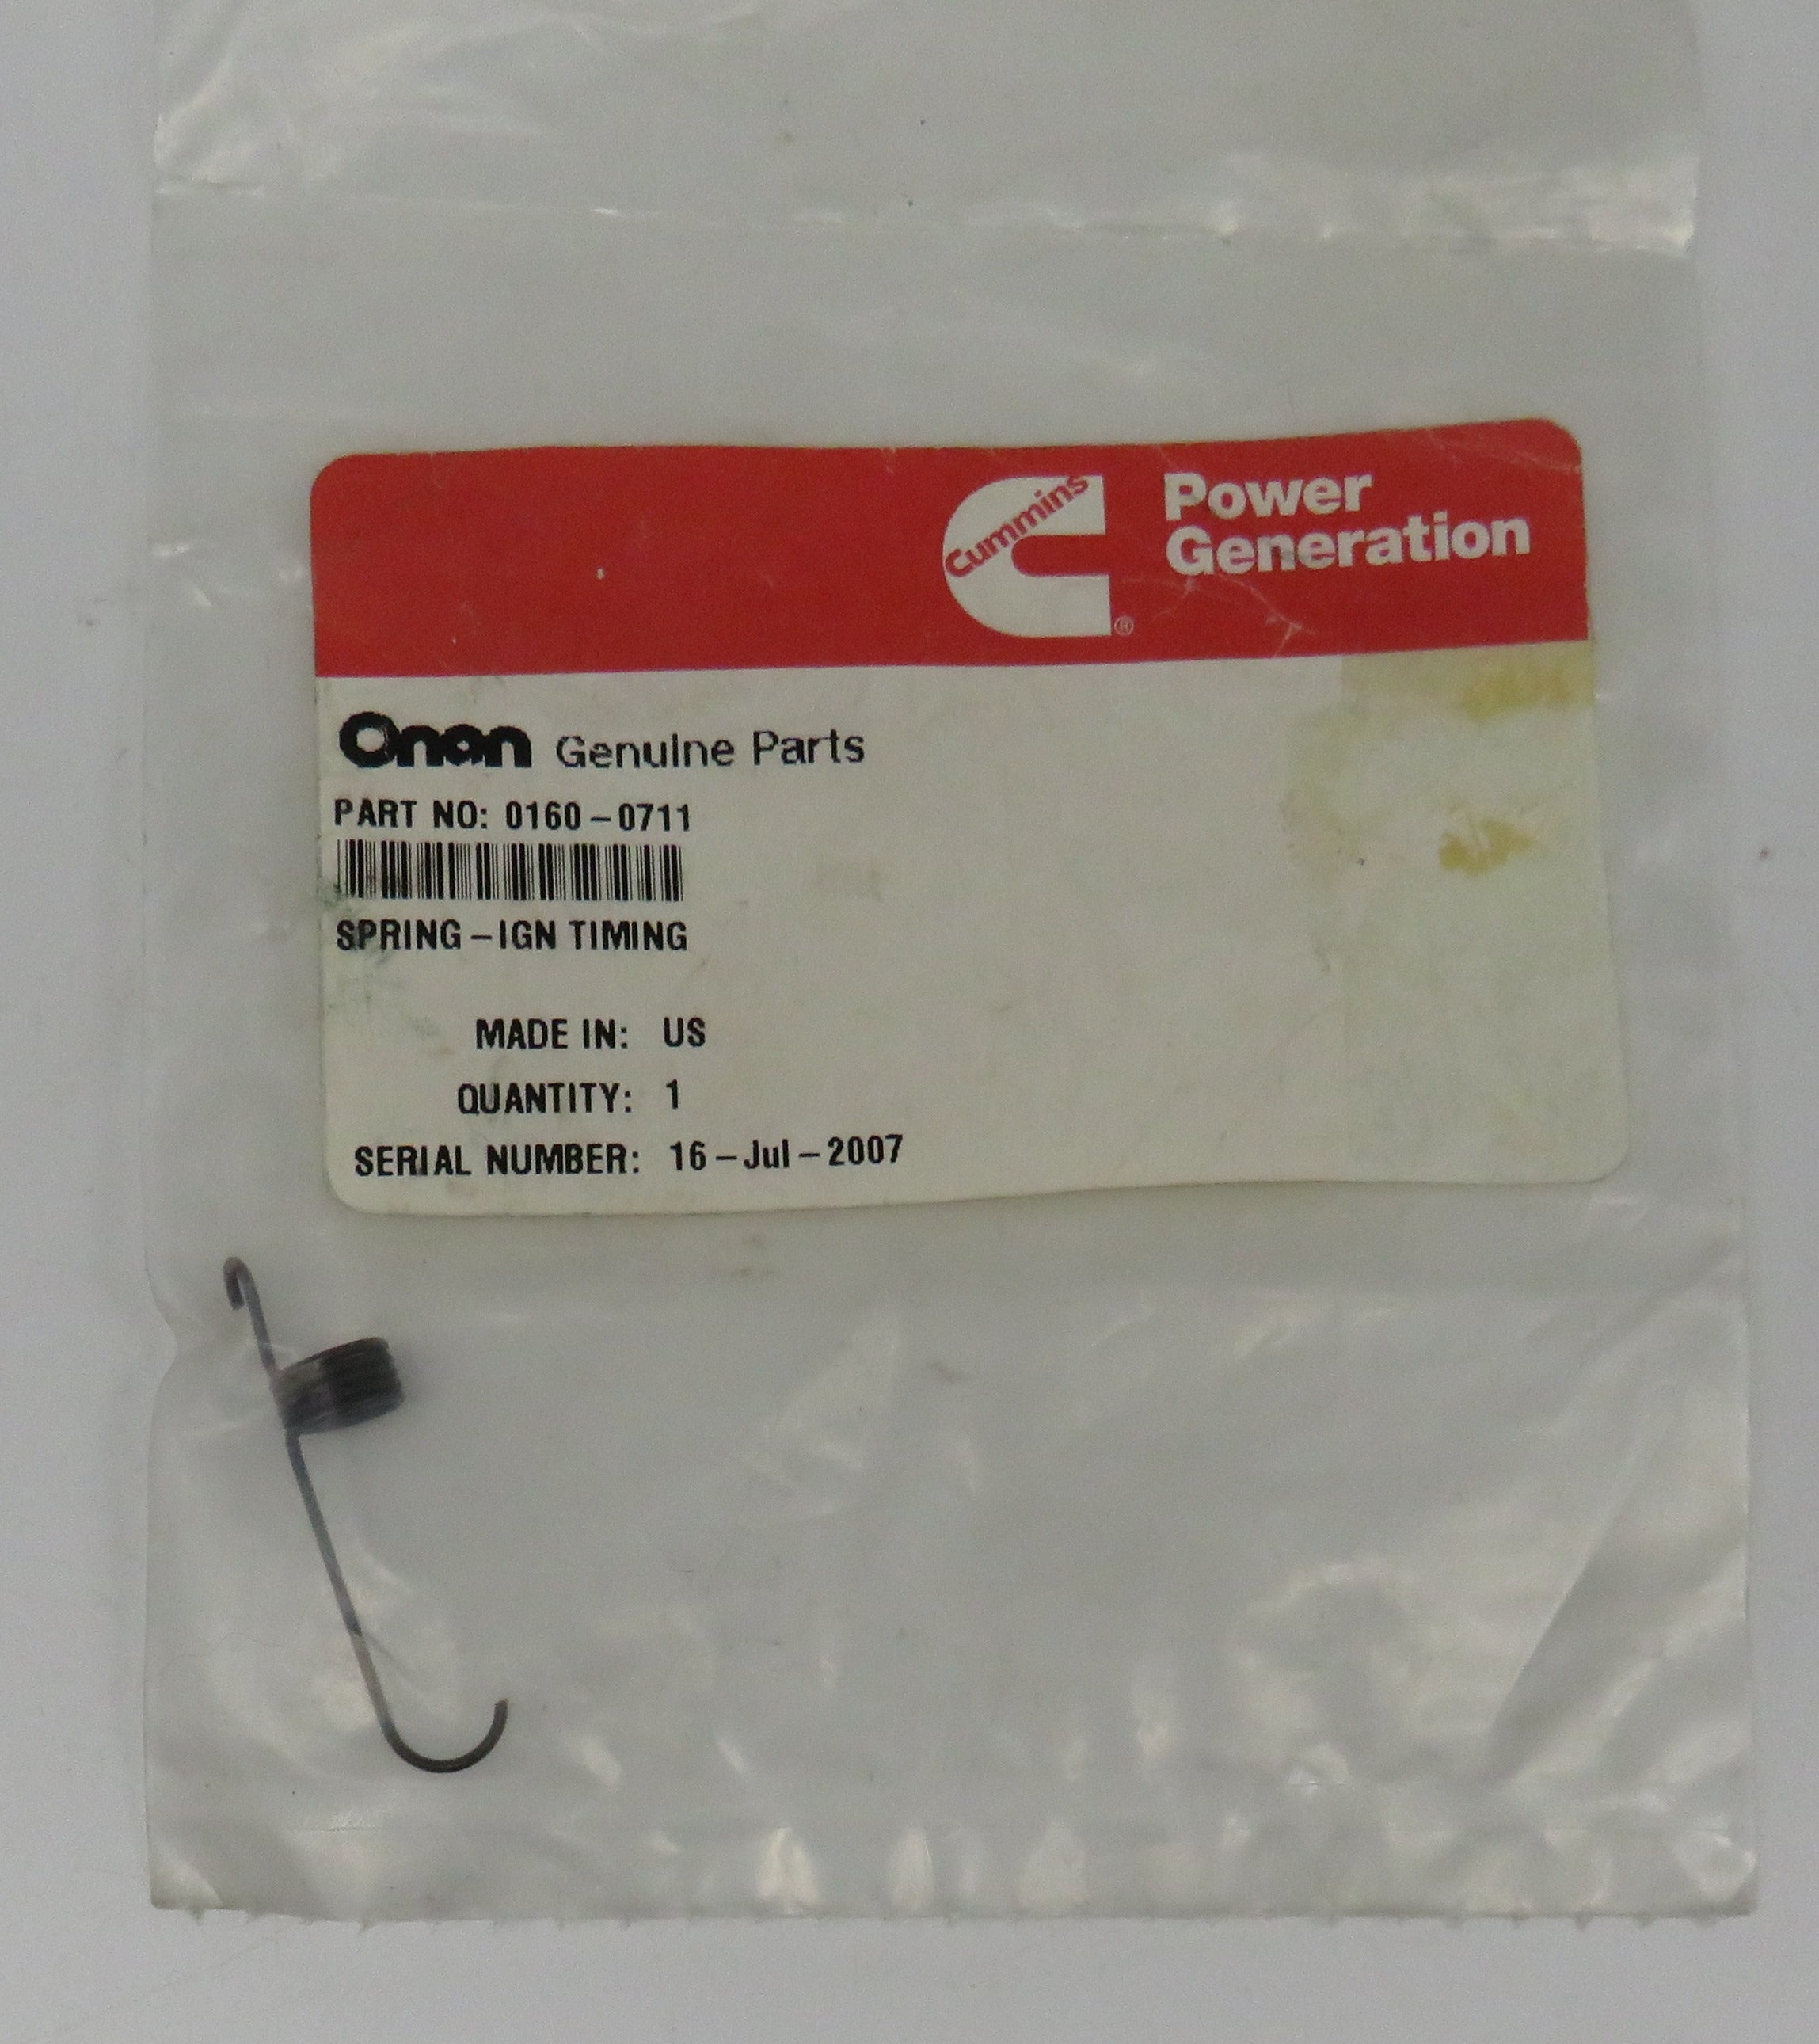 Cummins
®
Power
Generation
Onan Genuine Parts
PART NO: 0160-0711
SPRING-IGN TIMING
MADE IN: US
QUANTITY: 1
SERIAL NUMBER: 16-Jul-2007